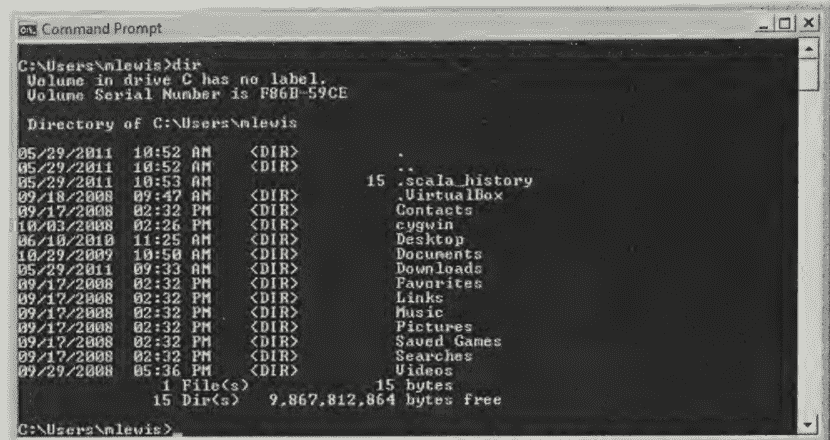 Command Prompt
C:\Users\mlewis>dir
 Volume in drive C has no label.
 Volume Serial Number is F86B-59CE

 Directory of C:\Users\mlewis

05/29/2011  10:52 AM    <DIR>          .
05/29/2011  10:52 AM    <DIR>          ..
05/29/2011  10:53 AM                15 .scala_history
09/18/2008  09:47 AM    <DIR>          .VirtualBox
09/17/2008  02:32 PM    <DIR>          Contacts
10/03/2008  02:26 PM    <DIR>          cygwin
06/10/2010  11:25 AM    <DIR>          Desktop
10/29/2009  10:50 AM    <DIR>          Documents
05/29/2011  09:33 AM    <DIR>          Downloads
09/17/2008  02:32 PM    <DIR>          Favorites
09/17/2008  02:32 PM    <DIR>          Links
09/17/2008  02:32 PM    <DIR>          Music
09/17/2008  02:32 PM    <DIR>          Pictures
09/17/2008  02:32 PM    <DIR>          Saved Games
09/17/2008  02:32 PM    <DIR>          Searches
09/29/2008  05:36 PM    <DIR>          Videos
               1 File(s)             15 bytes
              15 Dir(s)   9,867,812,864 bytes free

C:\Users\mlewis>_